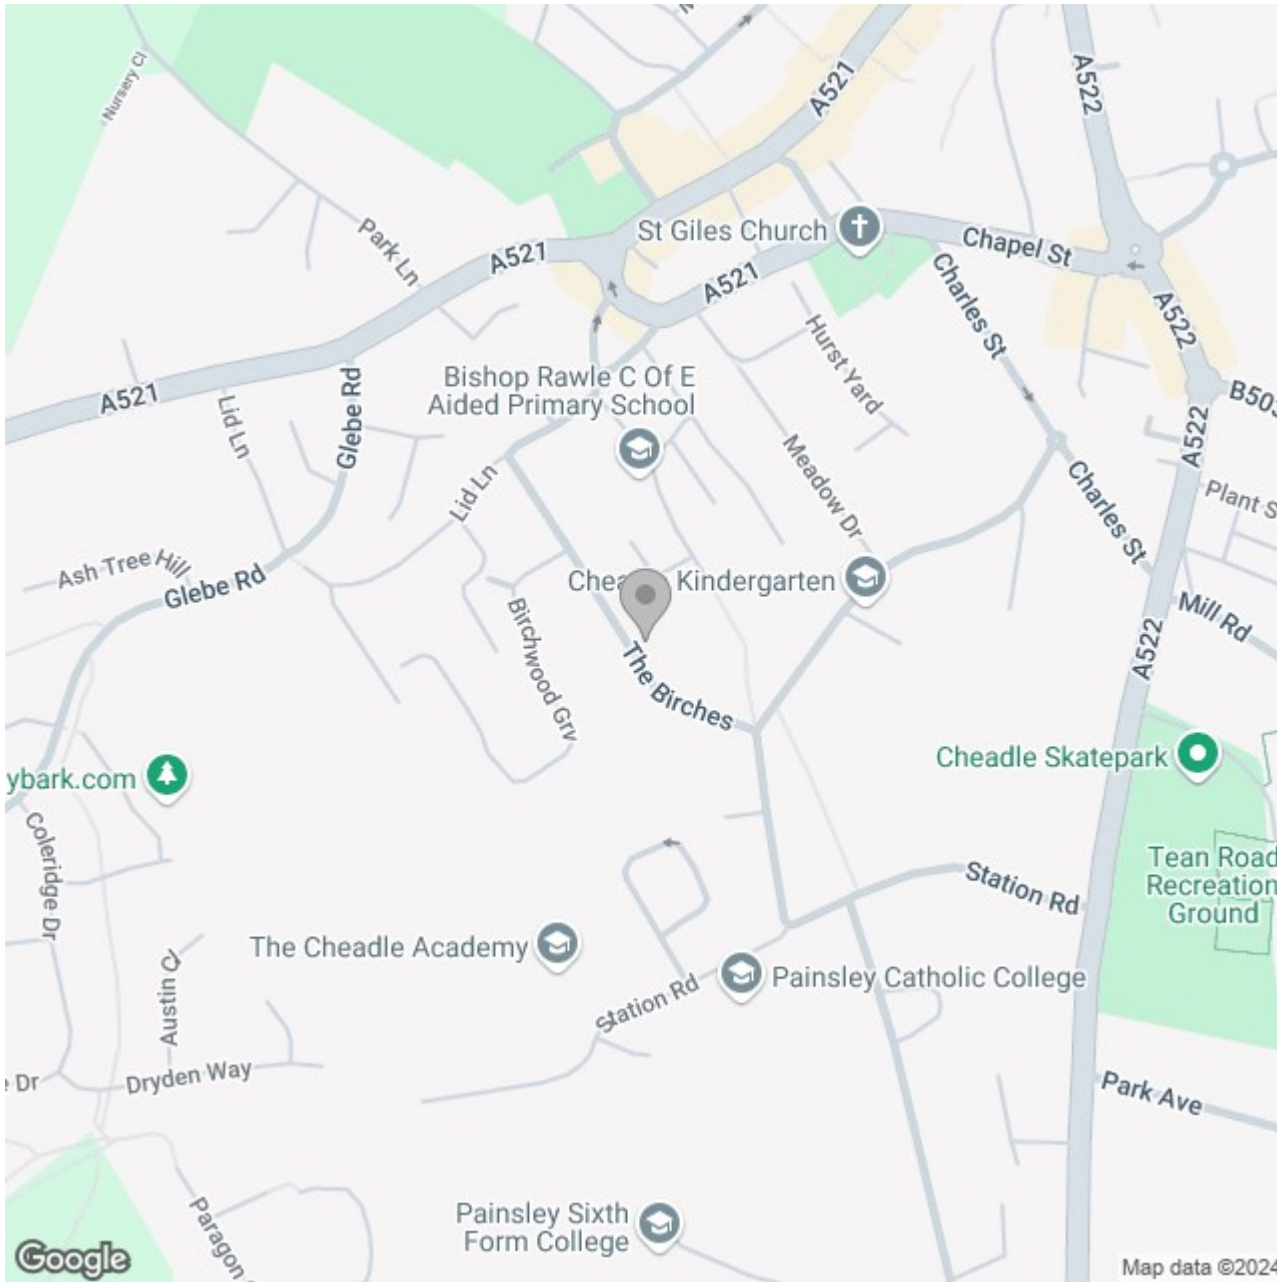 Nursery Cl
A521
A522
Park Ln
A521
St Giles Church
Chapel St
A521
Charles St
A522
Hurst Yard
Bishop Rawle C Of E
Aided Primary School
A521
Lid Ln
Glebe Rd
A522
Lid Ln
Meadow Dr
Charles St
Ash Tree Hill
Glebe Rd
Kindergarten
Birchwood Grv
The Birches
Mill Rd
A522
ybark.com
Cheadle Skatepark
Coleridge Dr
Tean Road
Recreation
Ground
Station Rd
The Cheadle Academy
Painsley Catholic College
Austin Cl
Station Rd
Dr
Dryden Way
Park Ave
Paragon
Painsley Sixth
Form College
Google
Map data ©2024